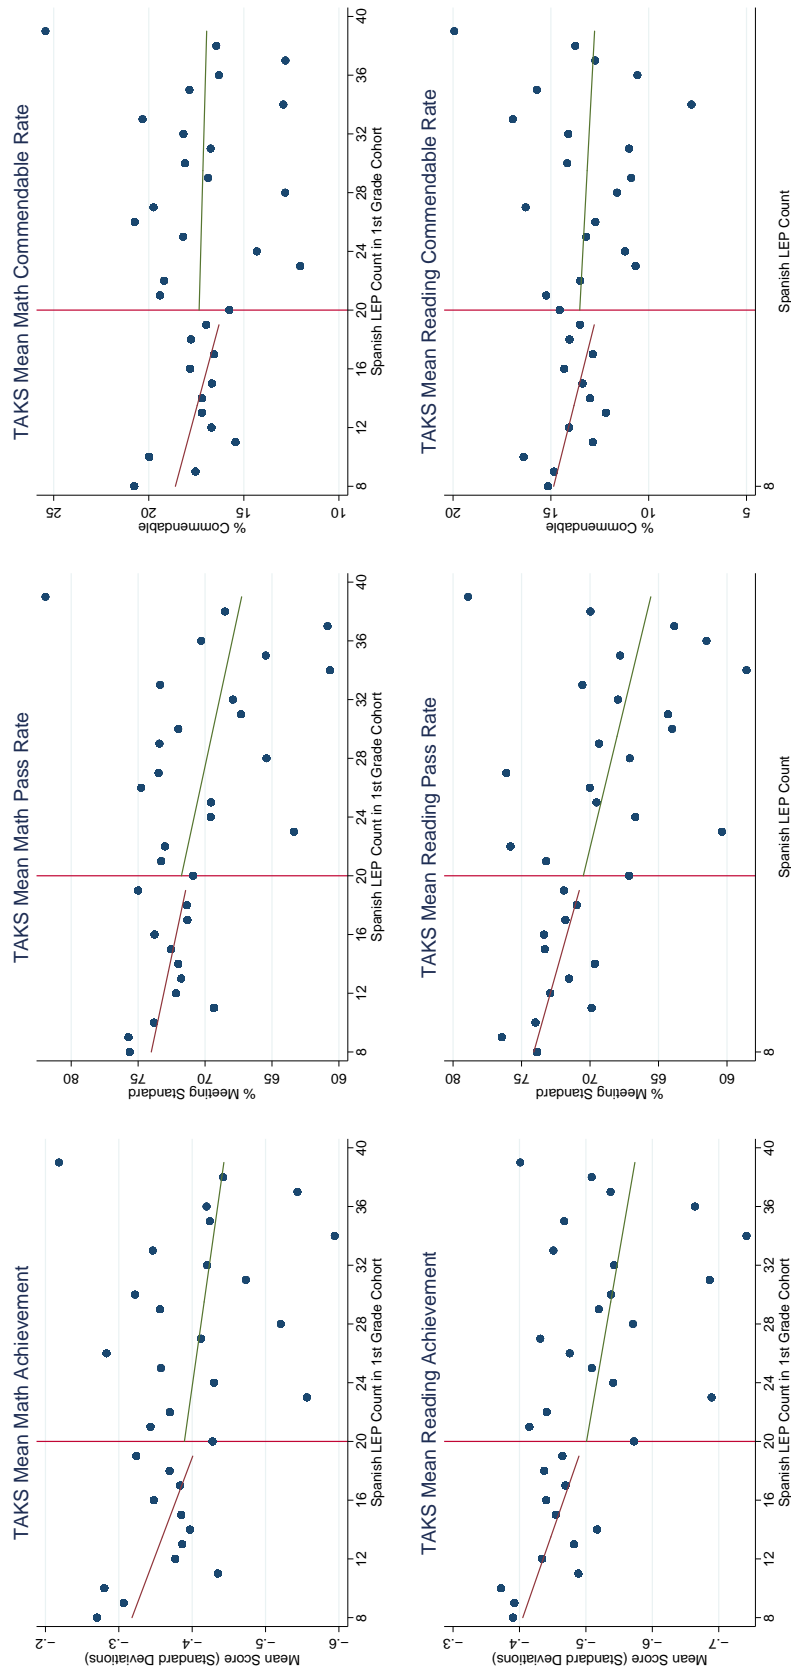 TAKS Mean Math Achievement
Mean Score (Standard Deviations)
-.2
-.3
-.4
-.5
-.6
8 12 16 20 24 28 32 36 40
Spanish LEP Count in 1st Grade Cohort
TAKS Mean Math Pass Rate
% Meeting Standard
80
75
70
65
60
8 12 16 20 24 28 32 36 40
Spanish LEP Count in 1st Grade Cohort
TAKS Mean Math Commendable Rate
% Commendable
25
20
15
10
8 12 16 20 24 28 32 36 40
Spanish LEP Count in 1st Grade Cohort
TAKS Mean Reading Achievement
Mean Score (Standard Deviations)
-.3
-.4
-.5
-.6
-.7
8 12 16 20 24 28 32 36 40
Spanish LEP Count in 1st Grade Cohort
TAKS Mean Reading Pass Rate
% Meeting Standard
80
75
70
65
60
8
Spanish LEP Count
TAKS Mean Reading Commendable Rate
% Commendable
20
15
10
5
8
Spanish LEP Count